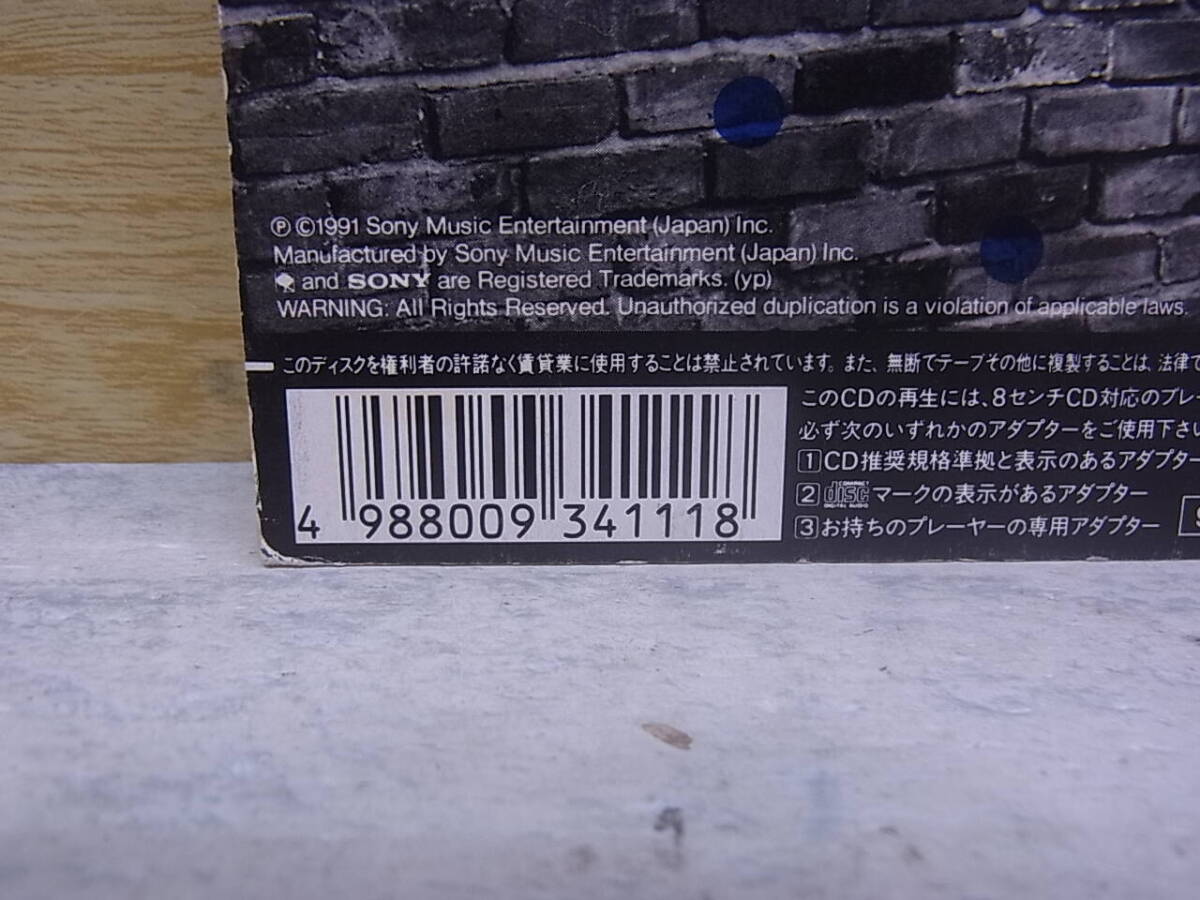 Ⓟ©1991 Sony Music Entertainment (Japan) Inc.
Manufactured by Sony Music Entertainment (Japan) Inc.
and SONY are Registered Trademarks. (yp)
WARNING: All Rights Reserved. Unauthorized duplication is a violation of applicable laws.
このディスクを権利者の許諾なく賃貸業に使用することは禁止されています。また、無断でテープその他に複製することは、法律で
このCDの再生には、8センチCD対応のプレー
必ず次のいずれかのアダプターをご使用下さい
1 CD推奨規格準拠と表示のあるアダプター
2 COMPACT disc DIGITAL AUDIO マークの表示があるアダプター
3 お持ちのプレーヤーの専用アダプター
4 988009 341118